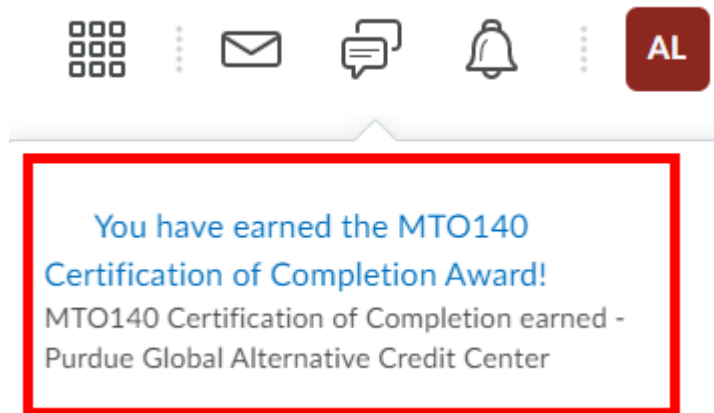 AL
You have earned the MTO140
Certification of Completion Award!
MTO140 Certification of Completion earned -
Purdue Global Alternative Credit Center